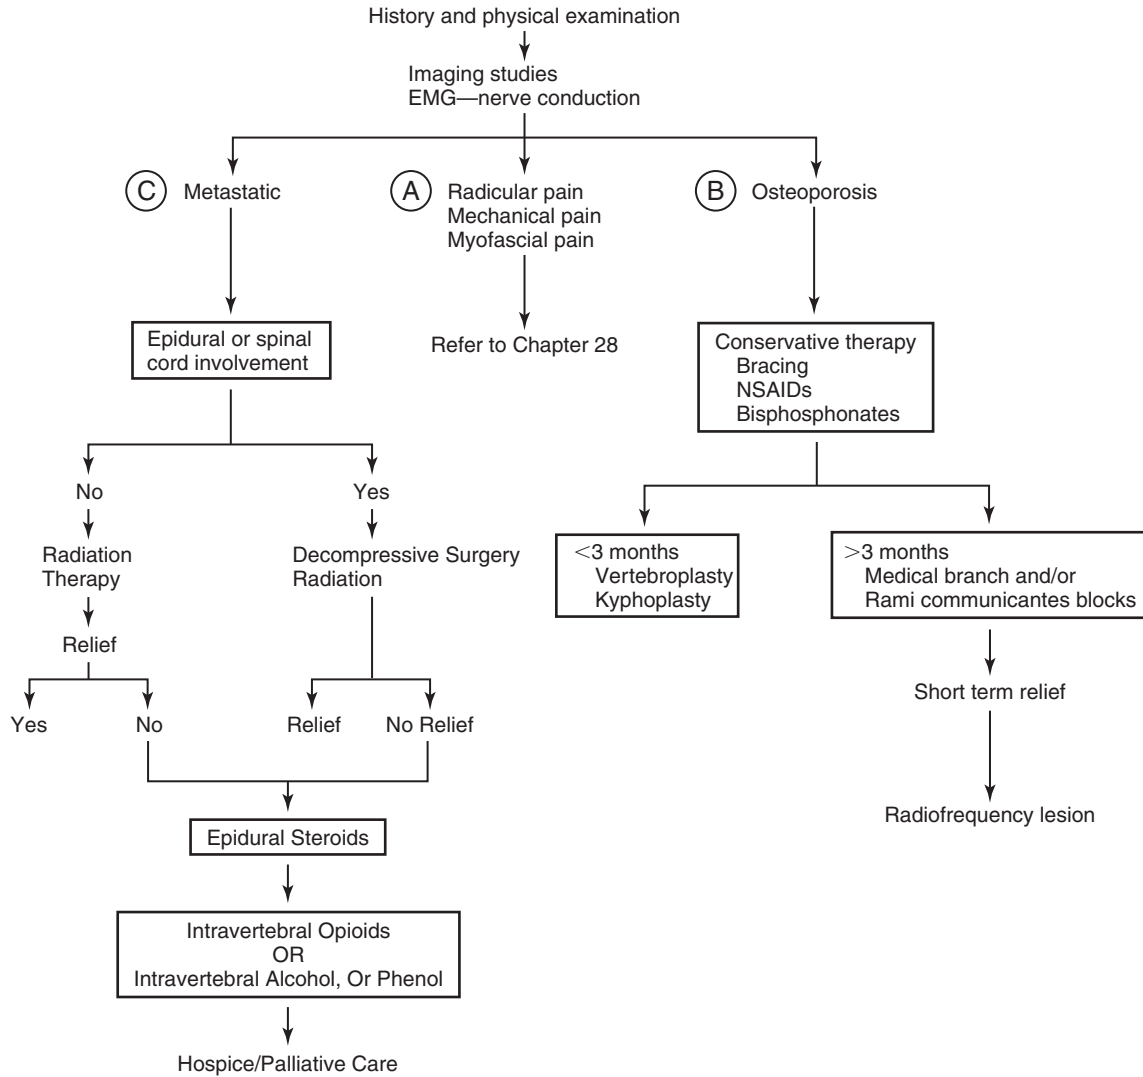 History and physical examination
Imaging studies
EMG—nerve conduction
C Metastatic
A Radicular pain
Mechanical pain
Myofascial pain
B Osteoporosis
Epidural or spinal
cord involvement
Refer to Chapter 28
Conservative therapy
Bracing
NSAIDs
Bisphosphonates
No
Yes
Radiation
Therapy
Decompressive Surgery
Radiation
<3 months
Vertebroplasty
Kyphoplasty
>3 months
Medical branch and/or
Rami communicantes blocks
Relief
Yes
No
Relief
No Relief
Short term relief
Radiofrequency lesion
Epidural Steroids
Intravertebral Opioids
OR
Intravertebral Alcohol, Or Phenol
Hospice/Palliative Care